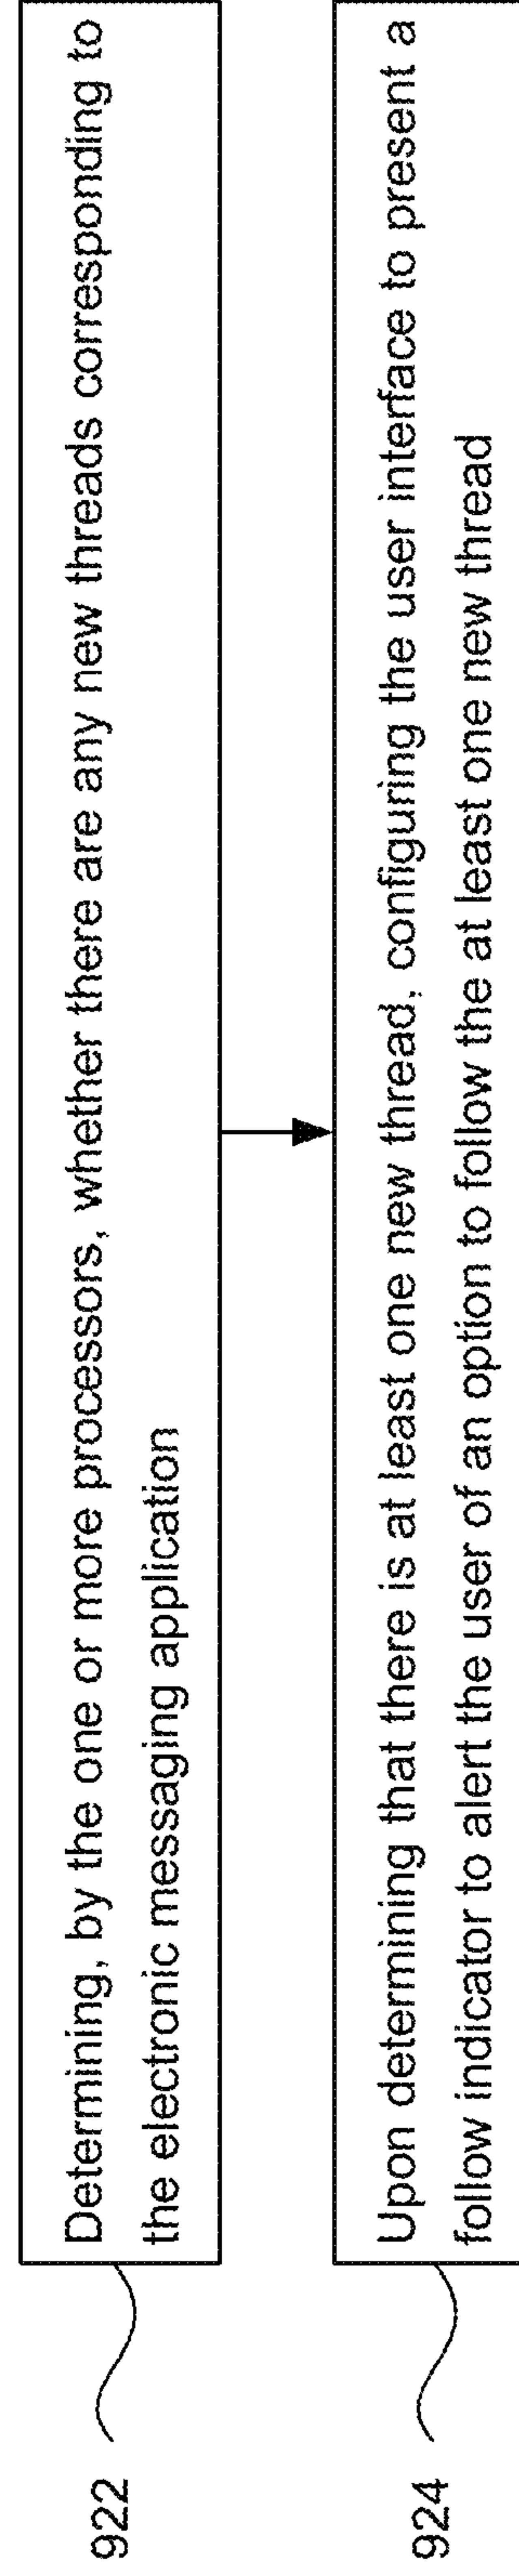 922
Determining, by the one or more processors, whether there are any new threads corresponding to
the electronic messaging application
924
Upon determining that there is at least one new thread, configuring the user interface to present a
follow indicator to alert the user of an option to follow the at least one new thread